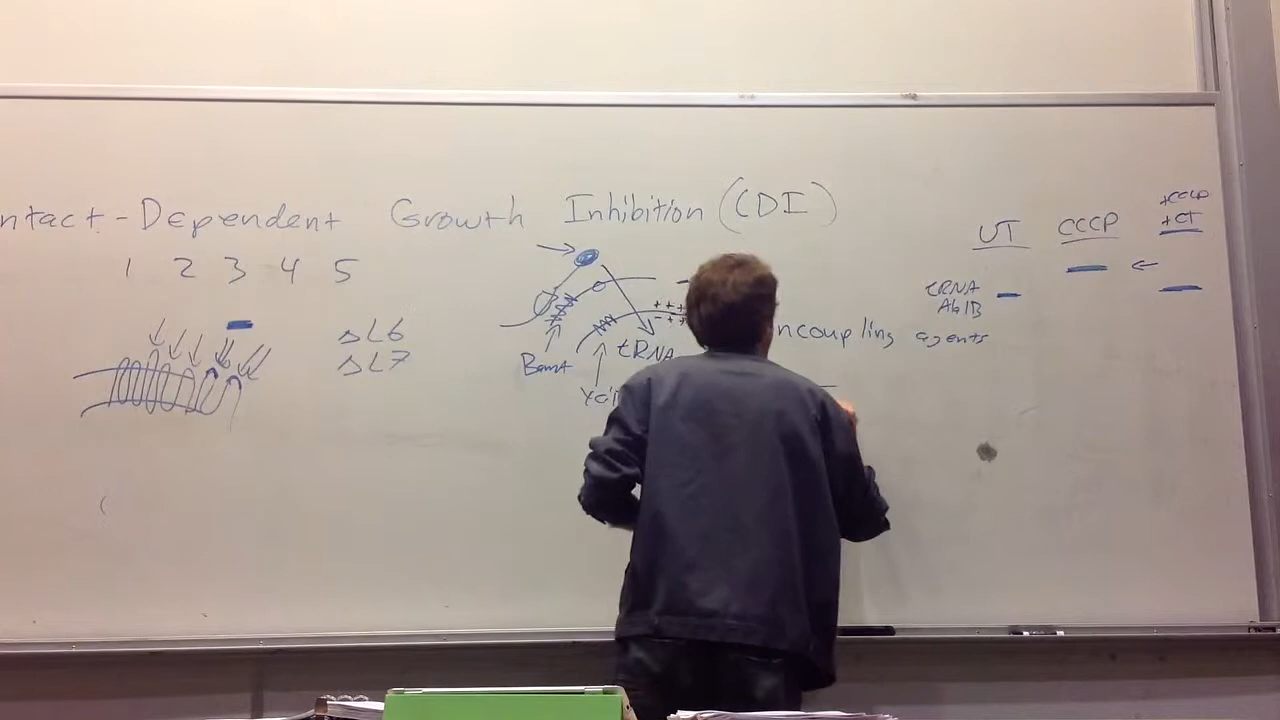 ntact-Dependent Growth Inhibition (CDI)
1 2 3 4 5
ΔL6
ΔL7
BamA
tRNA
Yci
+ + +
- + -
ncoupling agents
UT
CCCP
+CCCP
+CT
tRNA